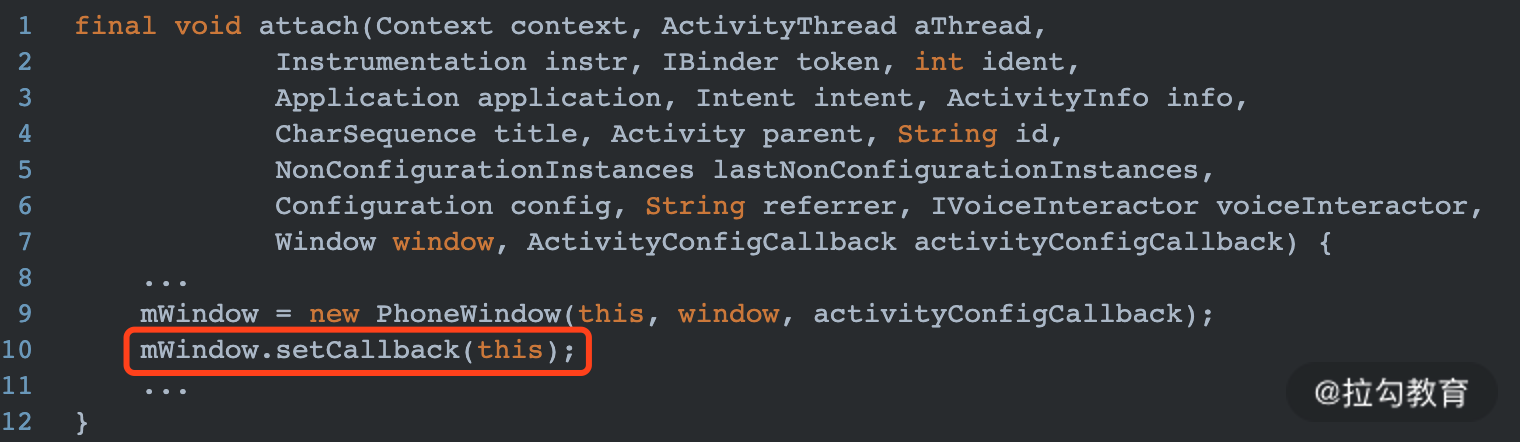 1 final void attach(Context context, ActivityThread aThread,
2 Instrumentation instr, IBinder token, int ident,
3 Application application, Intent intent, ActivityInfo info,
4 CharSequence title, Activity parent, String id,
5 NonConfigurationInstances lastNonConfigurationInstances,
6 Configuration config, String referrer, IVoiceInteractor voiceInteractor,
7 Window window, ActivityConfigCallback activityConfigCallback) {
8 ...
9 mWindow = new PhoneWindow(this, window, activityConfigCallback);
10 mWindow.setCallback(this);
11 ...
12 }
@拉勾教育